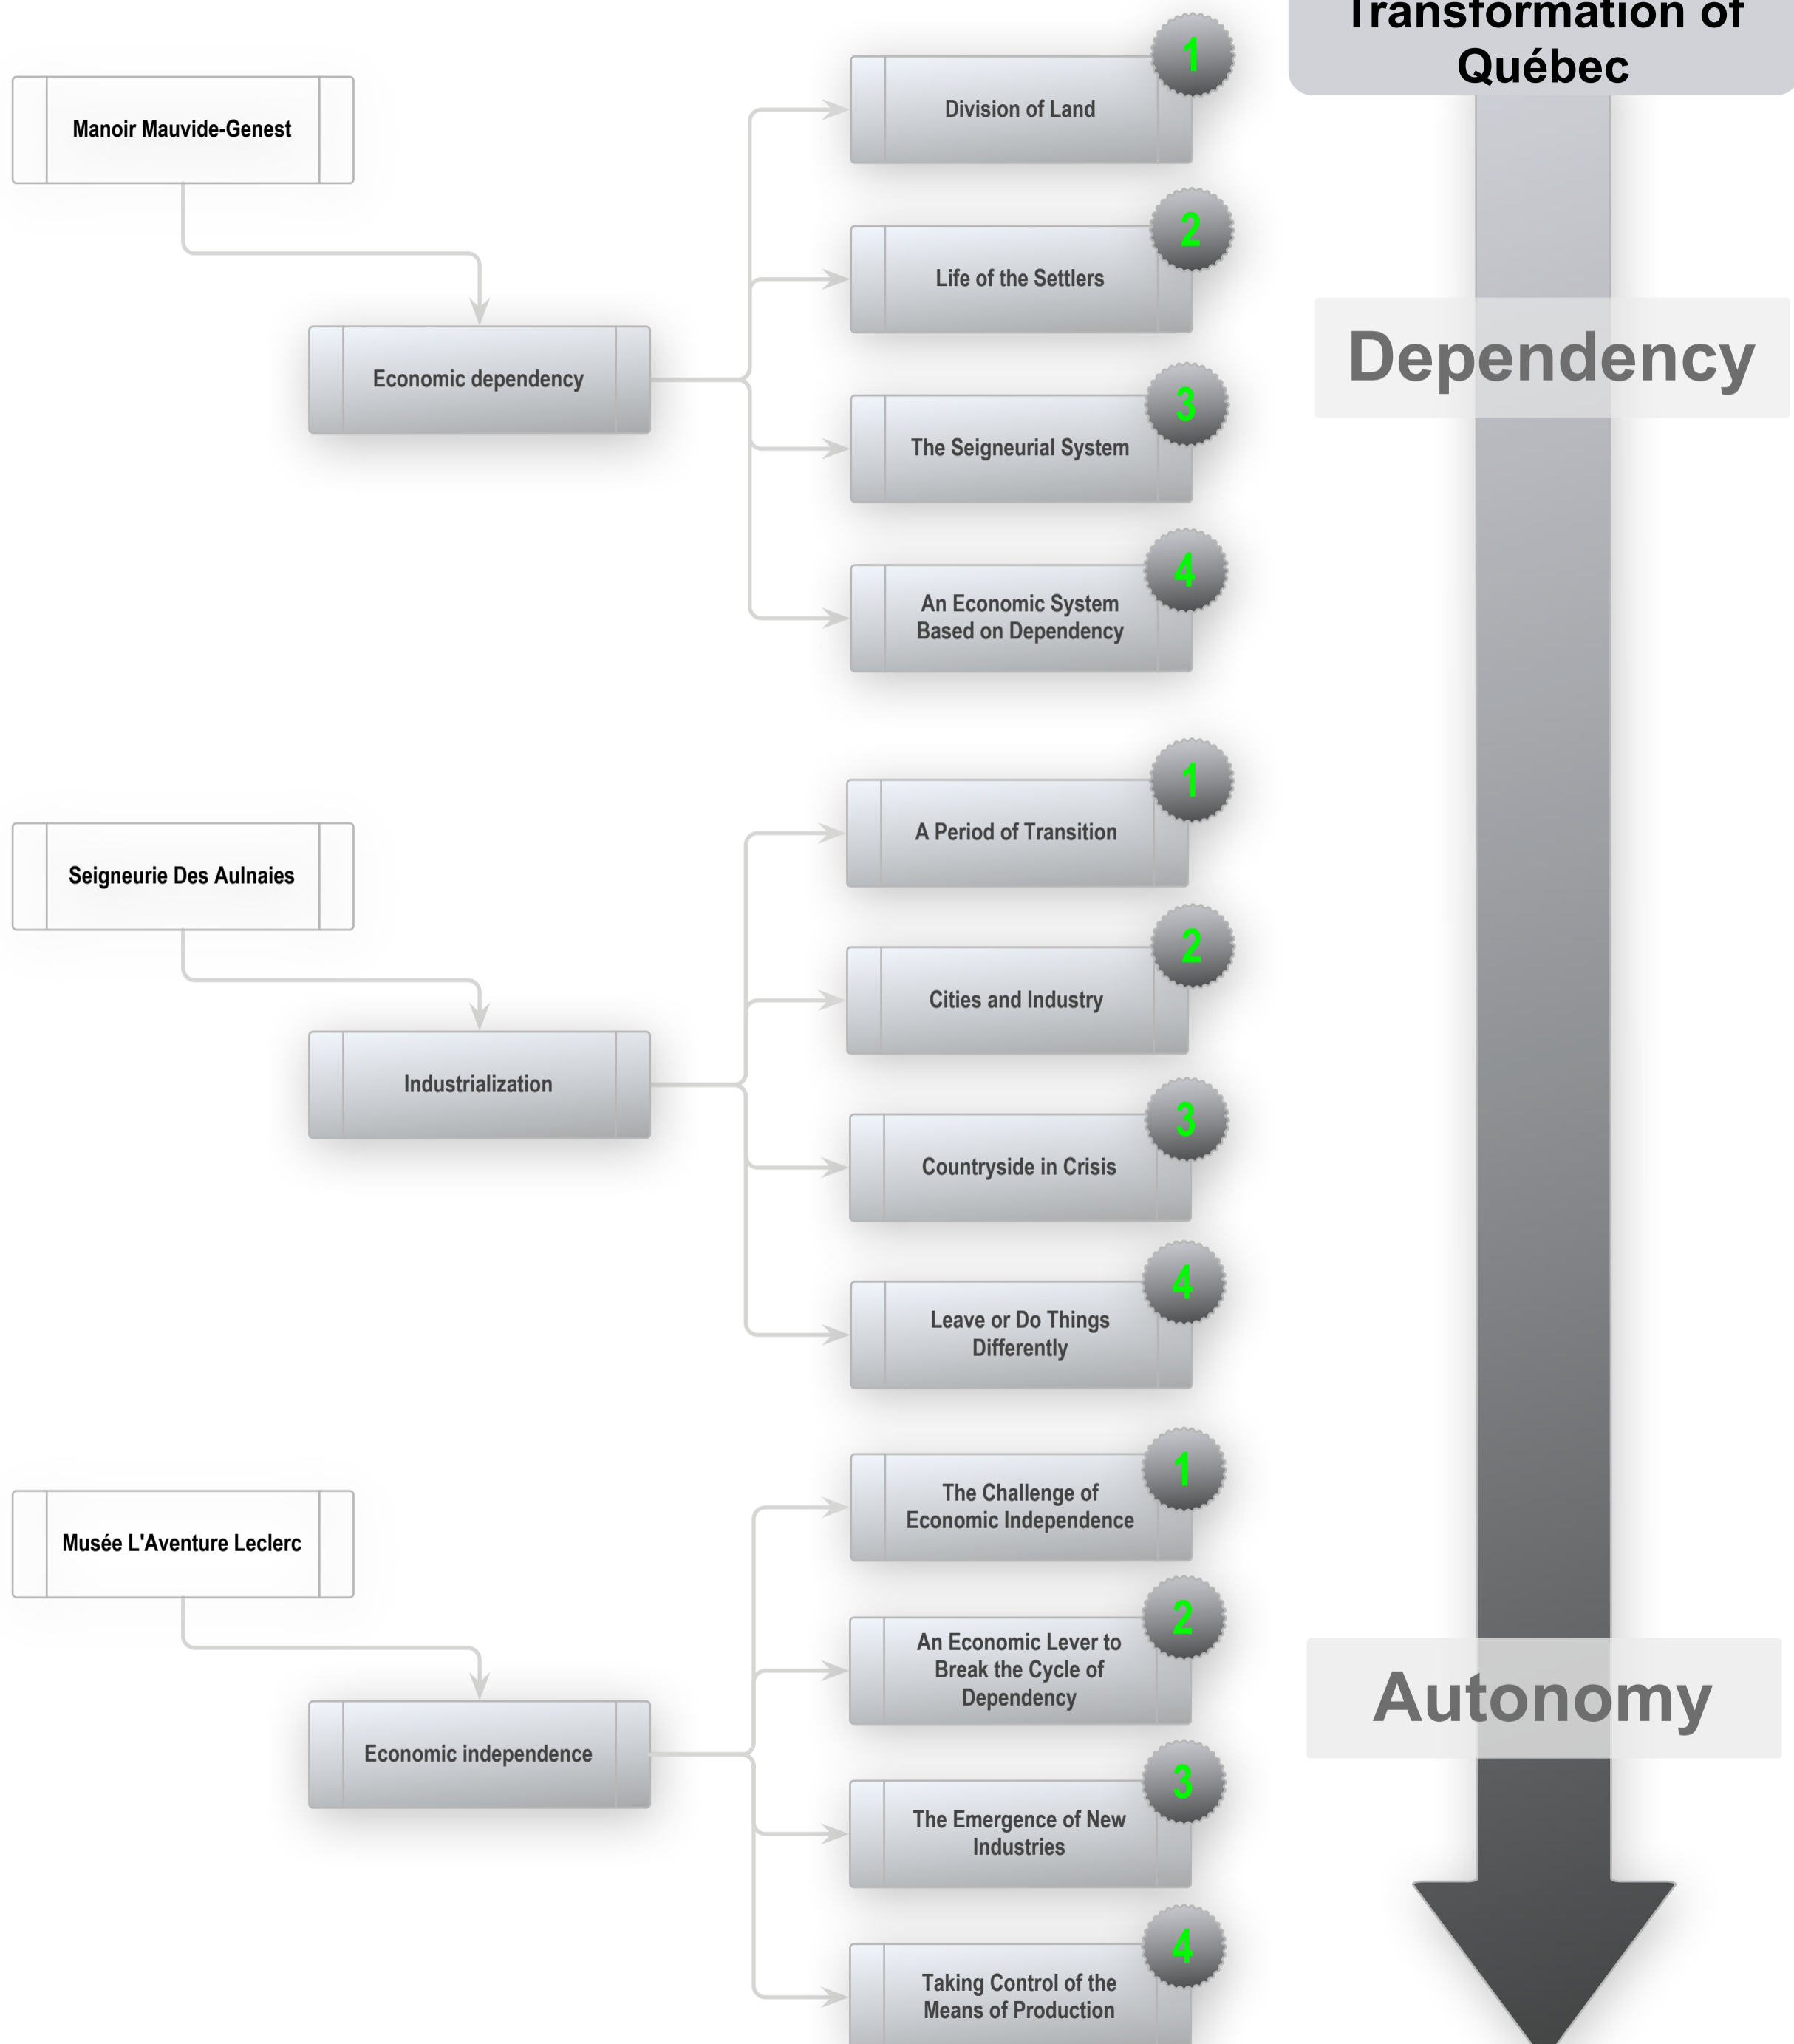 Transformation of
Québec
Manoir Mauvide-Genest
Economic dependency
1
Division of Land
2
Life of the Settlers
3
The Seigneurial System
4
An Economic System
Based on Dependency
Dependency
Seigneurie Des Aulnaies
Industrialization
1
A Period of Transition
2
Cities and Industry
3
Countryside in Crisis
4
Leave or Do Things
Differently
Musée L'Aventure Leclerc
Economic independence
1
The Challenge of
Economic Independence
2
An Economic Lever to
Break the Cycle of
Dependency
3
The Emergence of New
Industries
4
Taking Control of the
Means of Production
Autonomy